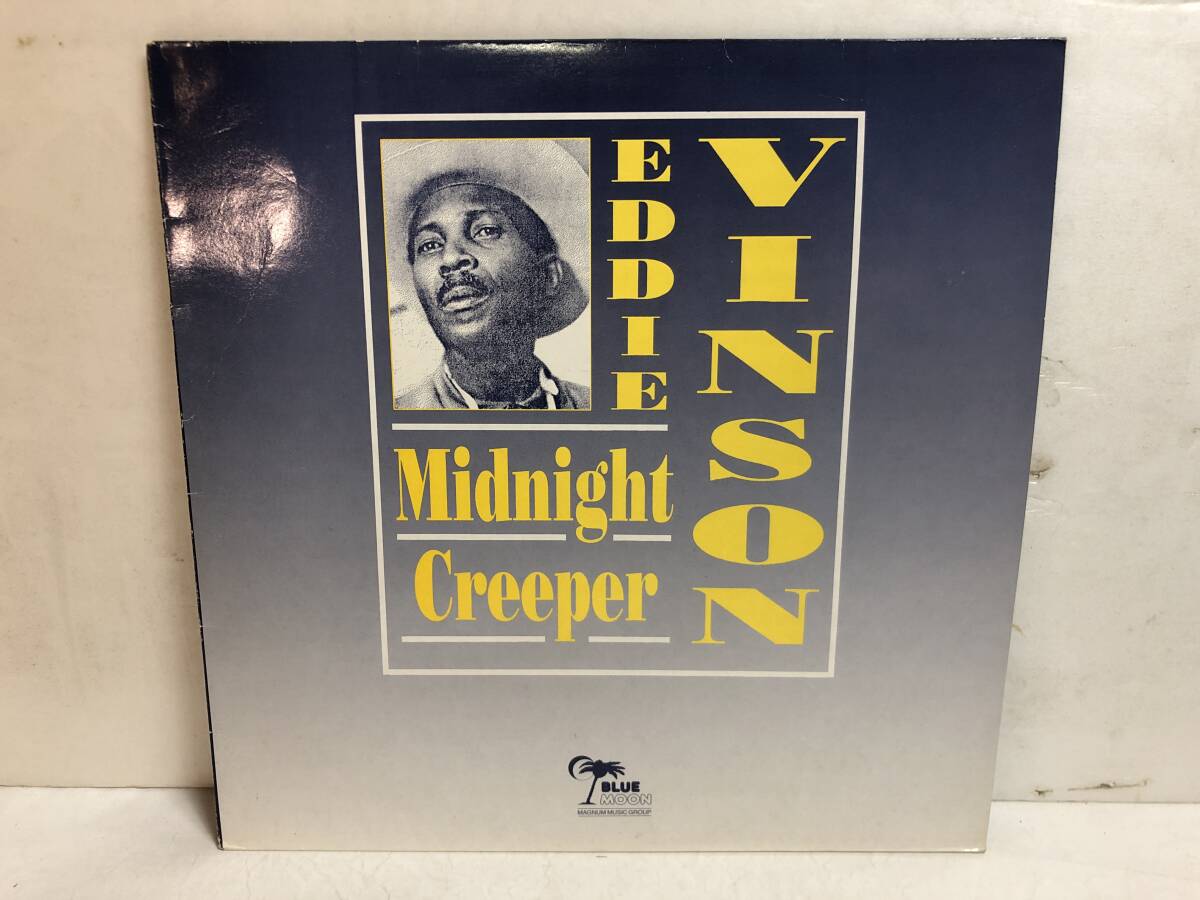 EDDIE
VINSON
Midnight
Creeper
BLUE
MOON
MAGNUM MUSIC GROUP